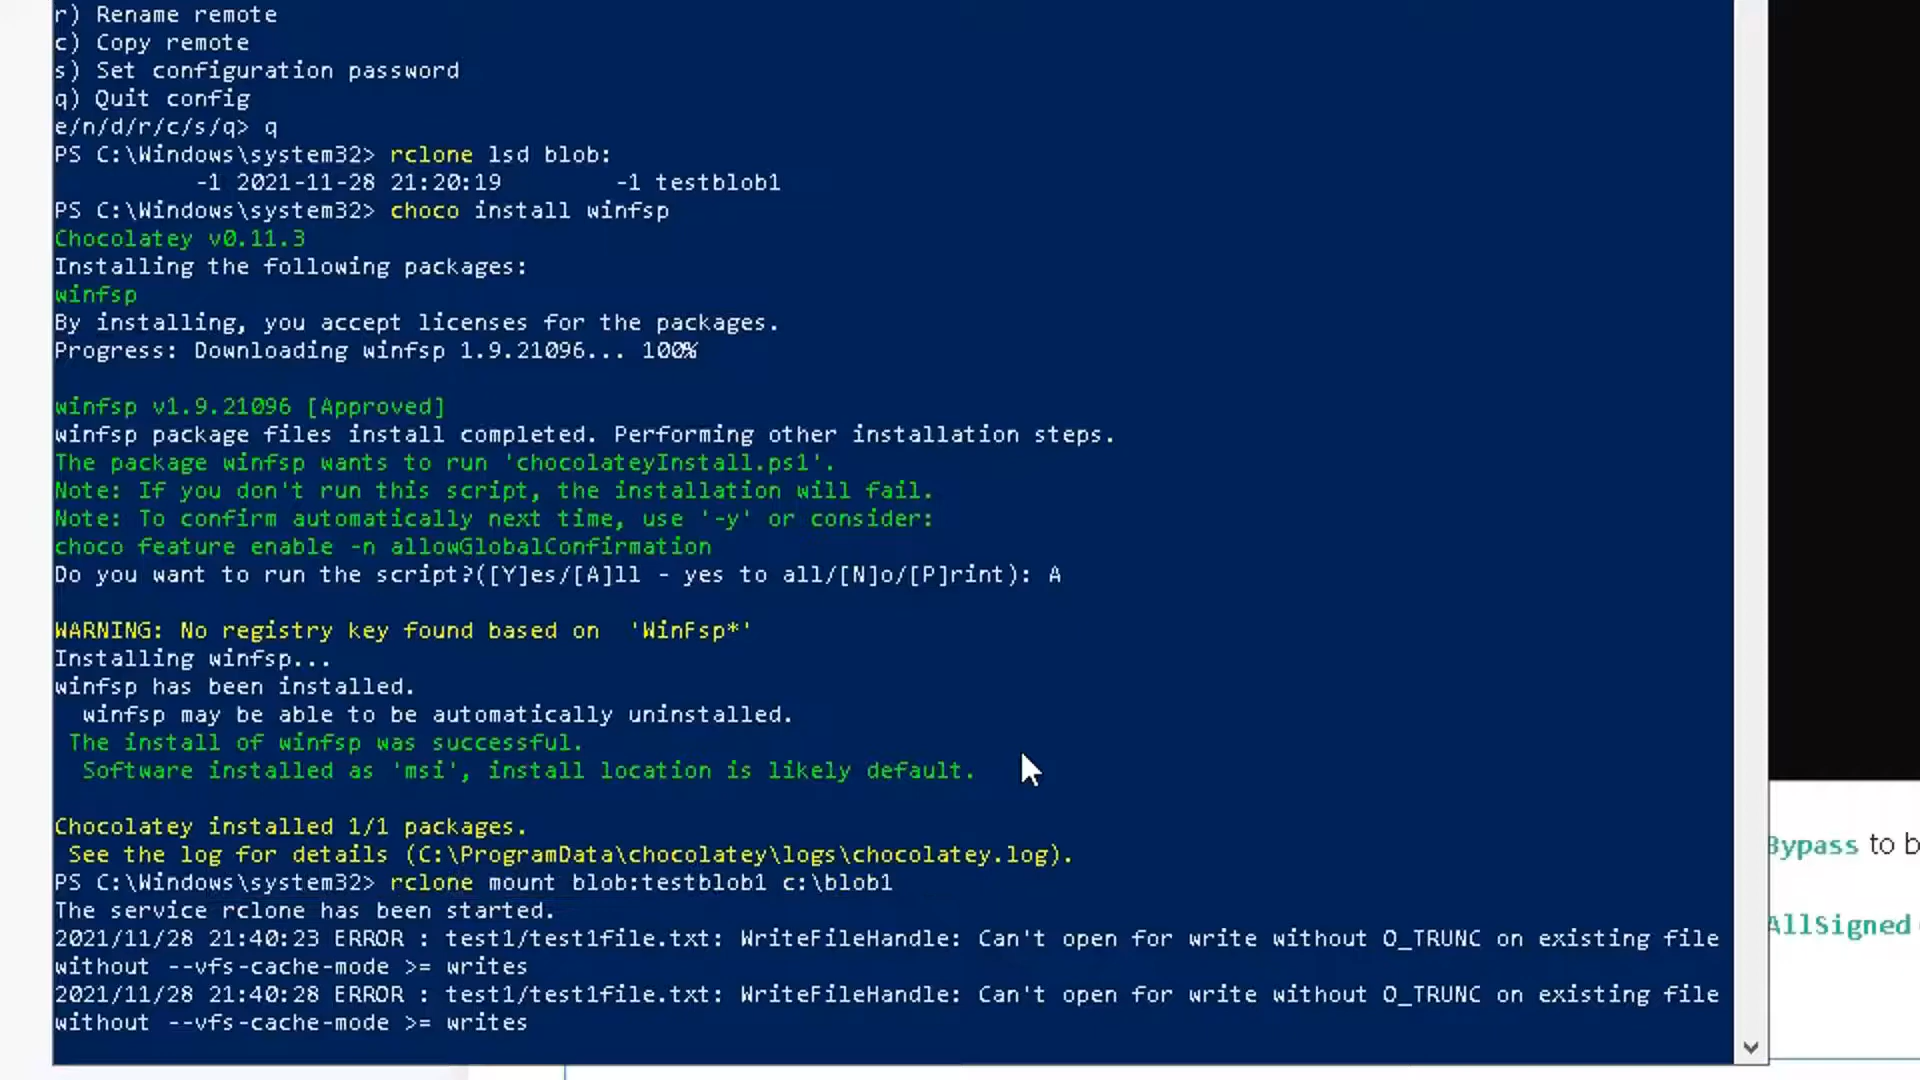 r) Rename remote
c) Copy remote
s) Set configuration password
q) Quit config
e/n/d/r/c/s/q> q
PS C:\Windows\system32> rclone lsd blob:
-1 2021-11-28 21:20:19 -1 testblob1
PS C:\Windows\system32> choco install winfsp
Chocolatey v0.11.3
Installing the following packages:
winfsp
By installing, you accept licenses for the packages.
Progress: Downloading winfsp 1.9.21096... 100%
winfsp v1.9.21096 [Approved]
winfsp package files install completed. Performing other installation steps.
The package winfsp wants to run 'chocolateyInstall.ps1'.
Note: If you don't run this script, the installation will fail.
Note: To confirm automatically next time, use '-y' or consider:
choco feature enable -n allowGlobalConfirmation
Do you want to run the script?([Y]es/[A]ll - yes to all/[N]o/[P]rint): A
WARNING: No registry key found based on  'WinFsp*'
Installing winfsp...
winfsp has been installed.
winfsp may be able to be automatically uninstalled.
The install of winfsp was successful.
Software installed as 'msi', install location is likely default.
Chocolatey installed 1/1 packages.
See the log for details (C:\ProgramData\chocolatey\logs\chocolatey.log).
PS C:\Windows\system32> rclone mount blob:testblob1 c:\blob1
The service rclone has been started.
2021/11/28 21:40:23 ERROR : test1/test1file.txt: WriteFileHandle: Can't open for write without O_TRUNC on existing file
without --vfs-cache-mode >= writes
2021/11/28 21:40:28 ERROR : test1/test1file.txt: WriteFileHandle: Can't open for write without O_TRUNC on existing file
without --vfs-cache-mode >= writes
Bypass to b
AllSigned